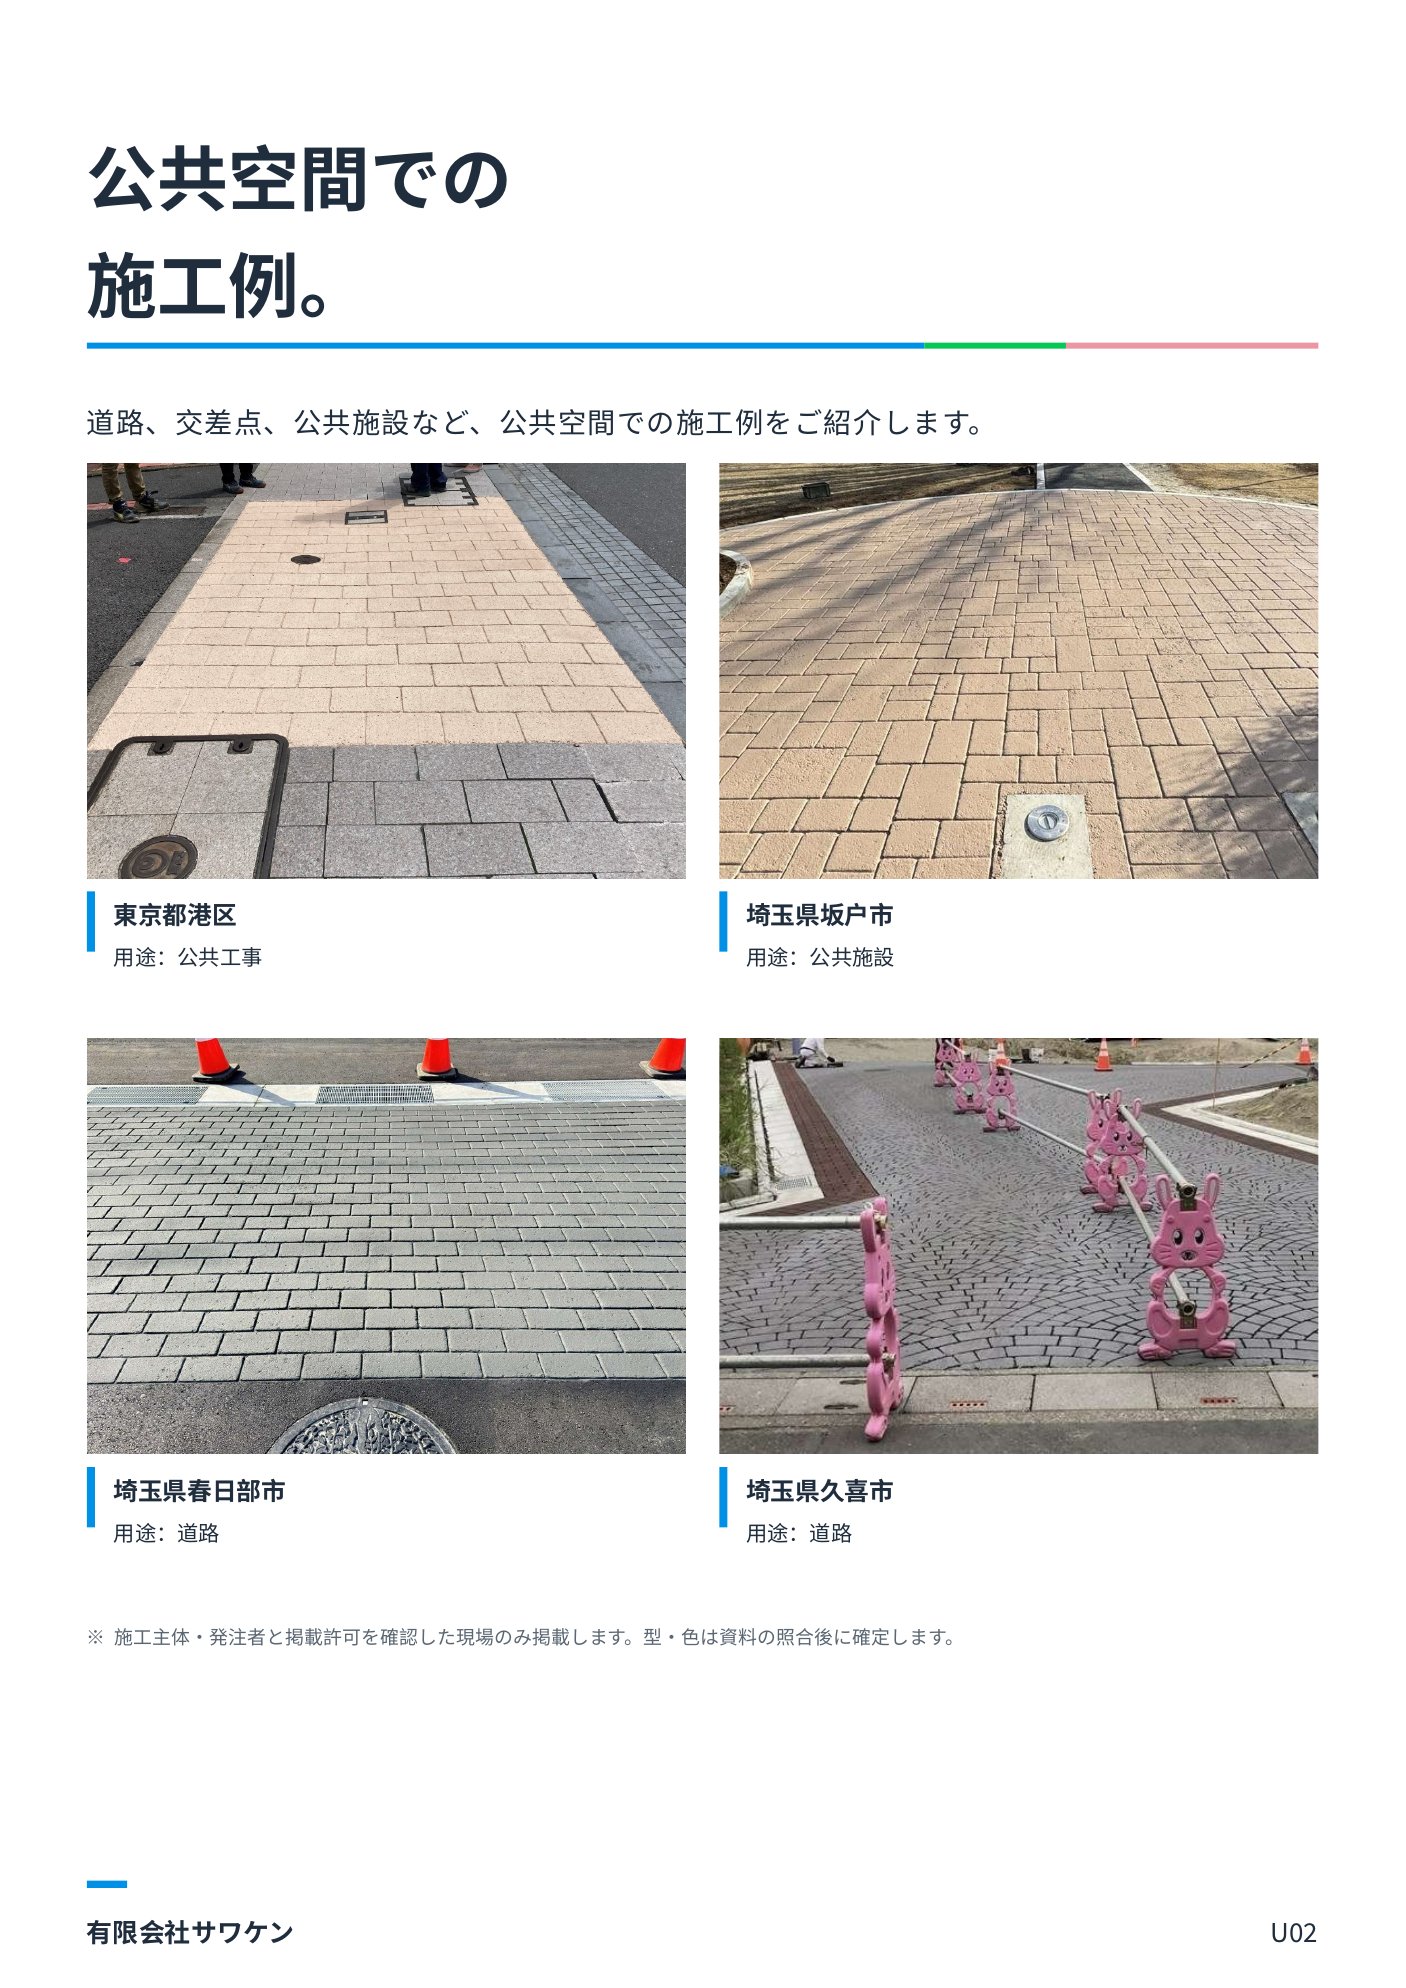 公共空間での
施工例。
道路、交差点、公共施設など、公共空間での施工例をご紹介します。
東京都港区
用途：公共工事
埼玉県坂戸市
用途：公共施設
埼玉県春日部市
用途：道路
埼玉県久喜市
用途：道路
※ 施工主体・発注者と掲載許可を確認した現場のみ掲載します。型・色は資料の照合後に確定します。
有限会社サワケン
U02